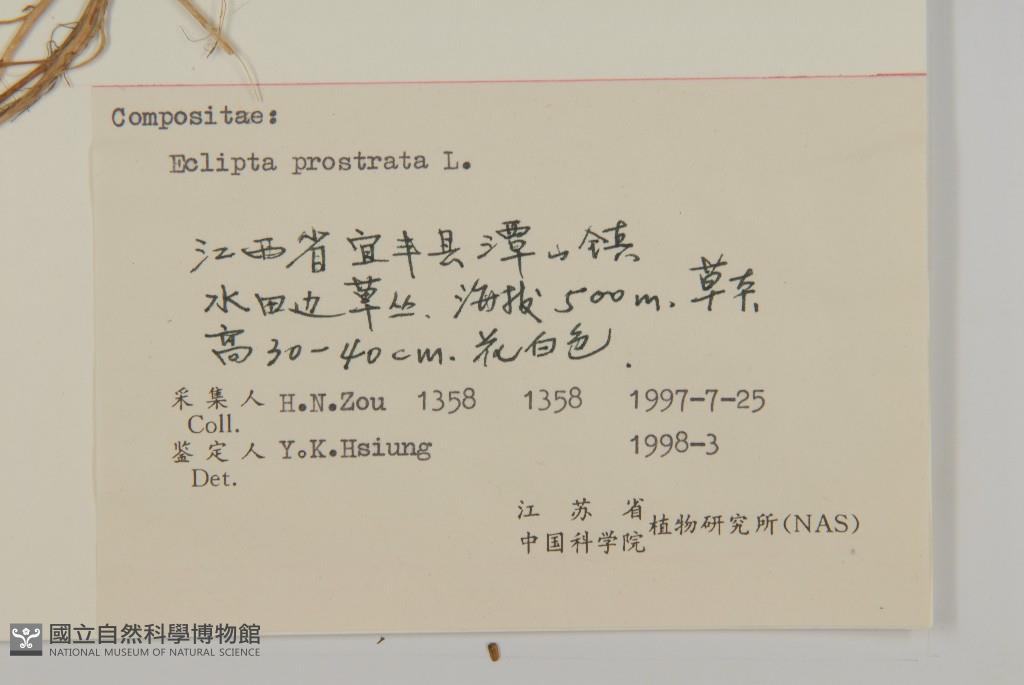 Compositae:
Eclipta prostrata L.
江西省宜丰县潭山镇
水田边草丛. 海拔500m. 草本
高30-40cm. 花白色.
采集人 H.N.Zou 1358 1358 1997-7-25
Coll.
鉴定人 Y.K.Hsiung 1998-3
Det.
江苏省
中国科学院 植物研究所(NAS)
國立自然科學博物館
NATIONAL MUSEUM OF NATURAL SCIENCE